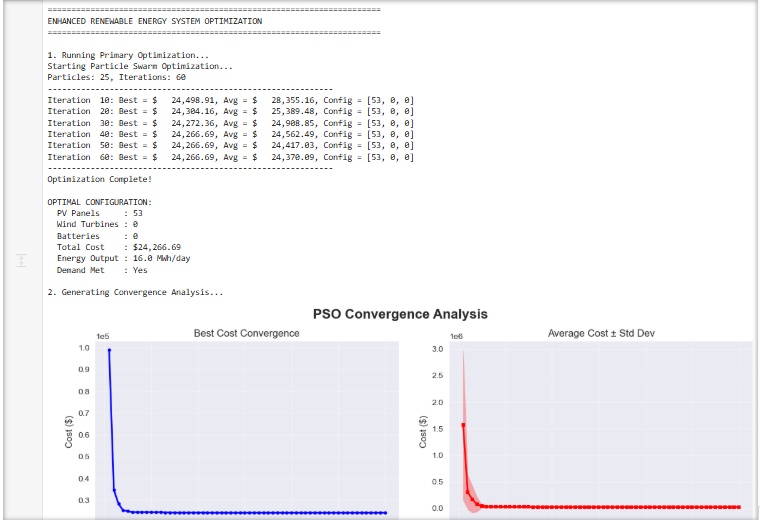 ======================================================================
ENHANCED RENEWABLE ENERGY SYSTEM OPTIMIZATION
======================================================================
1. Running Primary Optimization...
Starting Particle Swarm Optimization...
Particles: 25, Iterations: 60
------------------------------------------------------------
Iteration  10: Best = $   24,498.91, Avg = $   28,355.16, Config = [53, 0, 0]
Iteration  20: Best = $   24,304.16, Avg = $   25,389.48, Config = [53, 0, 0]
Iteration  30: Best = $   24,272.36, Avg = $   24,908.85, Config = [53, 0, 0]
Iteration  40: Best = $   24,266.69, Avg = $   24,562.49, Config = [53, 0, 0]
Iteration  50: Best = $   24,266.69, Avg = $   24,417.03, Config = [53, 0, 0]
Iteration  60: Best = $   24,266.69, Avg = $   24,370.09, Config = [53, 0, 0]
------------------------------------------------------------
Optimization Complete!
OPTIMAL CONFIGURATION:
PV Panels     : 53
Wind Turbines : 0
Batteries     : 0
Total Cost    : $24,266.69
Energy Output : 16.0 MWh/day
Demand Met    : Yes
2. Generating Convergence Analysis...
PSO Convergence Analysis
1e5
Best Cost Convergence
1.0
0.9
0.8
0.7
0.6
0.5
0.4
0.3
Cost ($)
1e6
Average Cost ± Std Dev
3.0
2.5
2.0
1.5
1.0
0.5
0.0
Cost ($)